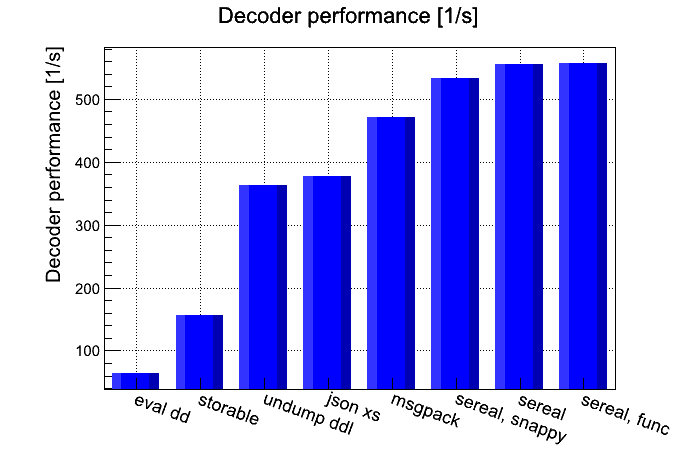 Decoder performance [1/s]
Decoder performance [1/s]
500
400
300
200
100
eval dd
storable
undump ddl
json xs
msgpack
sereal, snappy
sereal
sereal, func